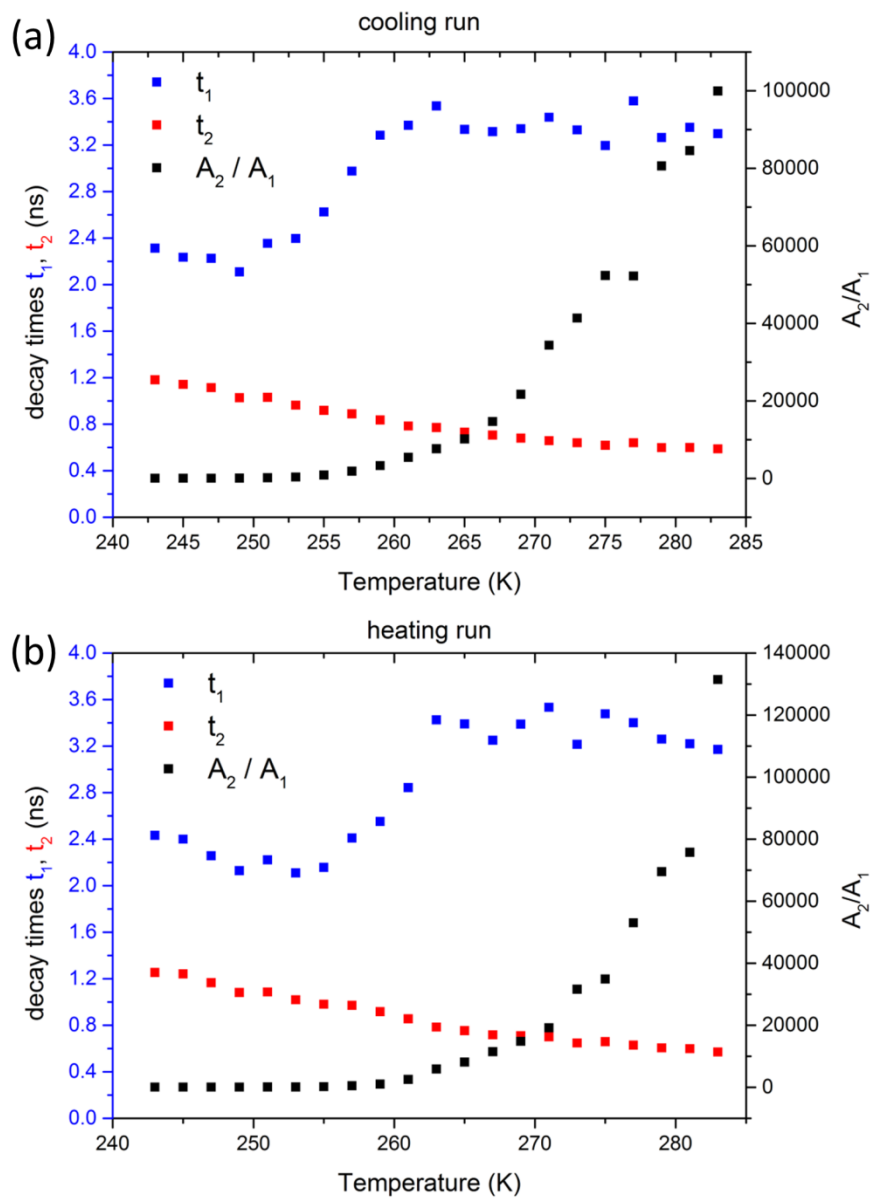 (a)
cooling run
4.0
3.6
3.2
2.8
2.4
2.0
1.6
1.2
0.8
0.4
0.0
decay times t₁, t₂ (ns)
t₁
t₂
A₂ / A₁
100000
80000
60000
40000
20000
0
A₂/A₁
240 245 250 255 260 265 270 275 280 285
Temperature (K)
(b)
heating run
4.0
3.6
3.2
2.8
2.4
2.0
1.6
1.2
0.8
0.4
0.0
decay times t₁, t₂ (ns)
t₁
t₂
A₂ / A₁
140000
120000
100000
80000
60000
40000
20000
0
A₂/A₁
240 250 260 270 280
Temperature (K)